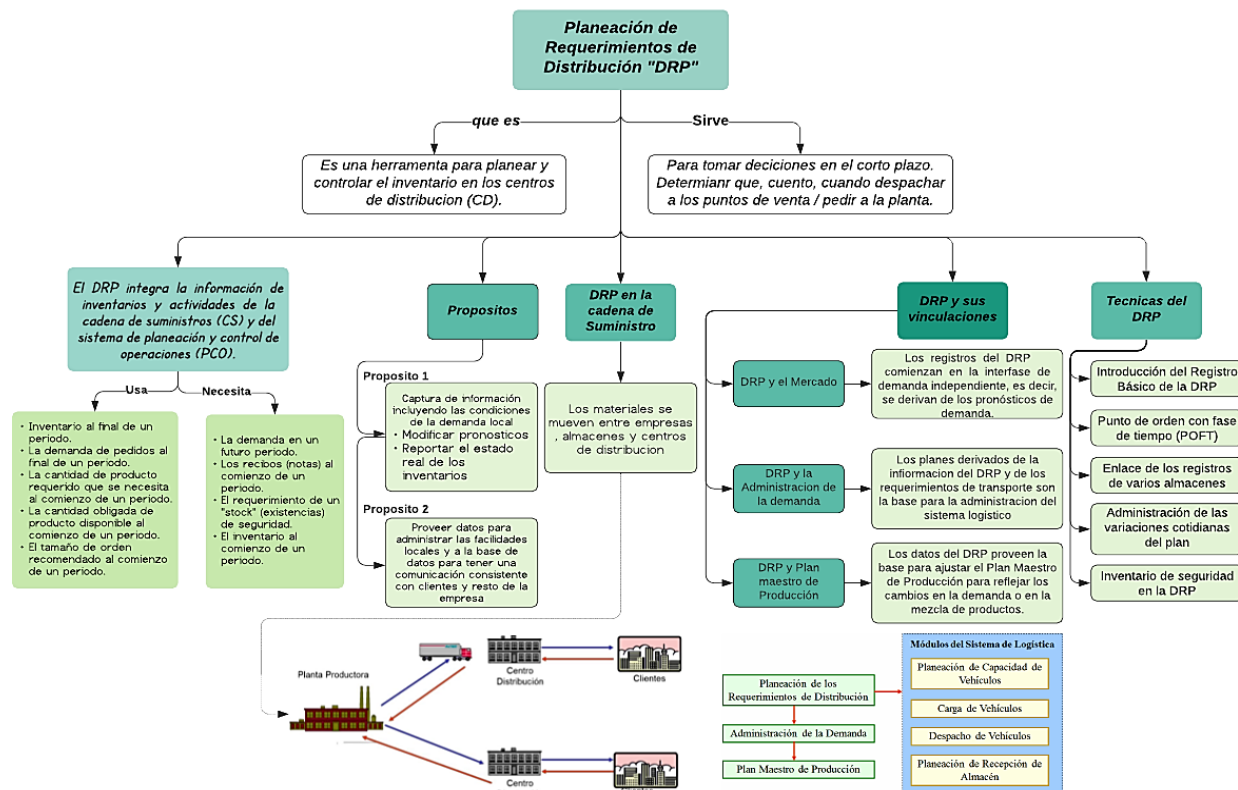 Planeación de
Requerimientos de
Distribución "DRP"
que es
Sirve
Es una herramenta para planear y
controlar el inventario en los centros
de distribucion (CD).
Para tomar deciciones en el corto plazo.
Determianr que, cuento, cuando despachar
a los puntos de venta / pedir a la planta.
El DRP integra la información de
inventarios y actividades de la
cadena de suministros (CS) y del
sistema de planeación y control de
operaciones (PCO).
Usa
Necesita
• Inventario al final de un
periodo.
• La demanda de pedidos al
final de un periodo.
• La cantidad de producto
requerido que se necesita
al comienzo de un periodo.
• La cantidad obligada de
producto disponible al
comienzo de un periodo.
• El tamaño de orden
recomendado al comienzo
de un periodo.
• La demanda en un
futuro periodo.
• Los recibos (notas) al
comienzo de un
periodo.
• El requerimiento de un
"stock" (existencias)
de seguridad.
• El inventario al
comienzo de un
periodo.
Propositos
Proposito 1
Captura de información
incluyendo las condiciones
de la demanda local
• Modificar pronosticos
• Reportar el estado
real de los
inventarios
Proposito 2
Proveer datos para
administrar las facilidades
locales y a la base de
datos para tener una
comunicación consistente
con clientes y resto de la
empresa
DRP en la
cadena de
Suministro
Los materiales se
mueven entre empresas
, almacenes y centros
de distribucion
DRP y sus
vinculaciones
DRP y el Mercado
Los registros del DRP
comienzan en la interfase de
demanda independiente, es decir,
se derivan de los pronósticos de
demanda.
DRP y la
Administracion de
la demanda
Los planes derivados de la
infiormacion del DRP y de los
requerimientos de transporte son
la base para la administracion del
sistema logistico
DRP y Plan
maestro de
Producción
Los datos del DRP proveen la
base para ajustar el Plan Maestro
de Producción para reflejar los
cambios en la demanda o en la
mezcla de productos.
Tecnicas del
DRP
Introducción del Registro
Básico de la DRP
Punto de orden con fase
de tiempo (POFT)
Enlace de los registros
de varios almacenes
Administración de las
variaciones cotidianas
del plan
Inventario de seguridad
en la DRP
Planta Productora
Centro
Distribución
Clientes
Centro
Planeación de los
Requerimientos de Distribución
Administración de la Demanda
Plan Maestro de Producción
Módulos del Sistema de Logística
Planeación de Capacidad de
Vehículos
Carga de Vehículos
Despacho de Vehículos
Planeación de Recepción de
Almacén